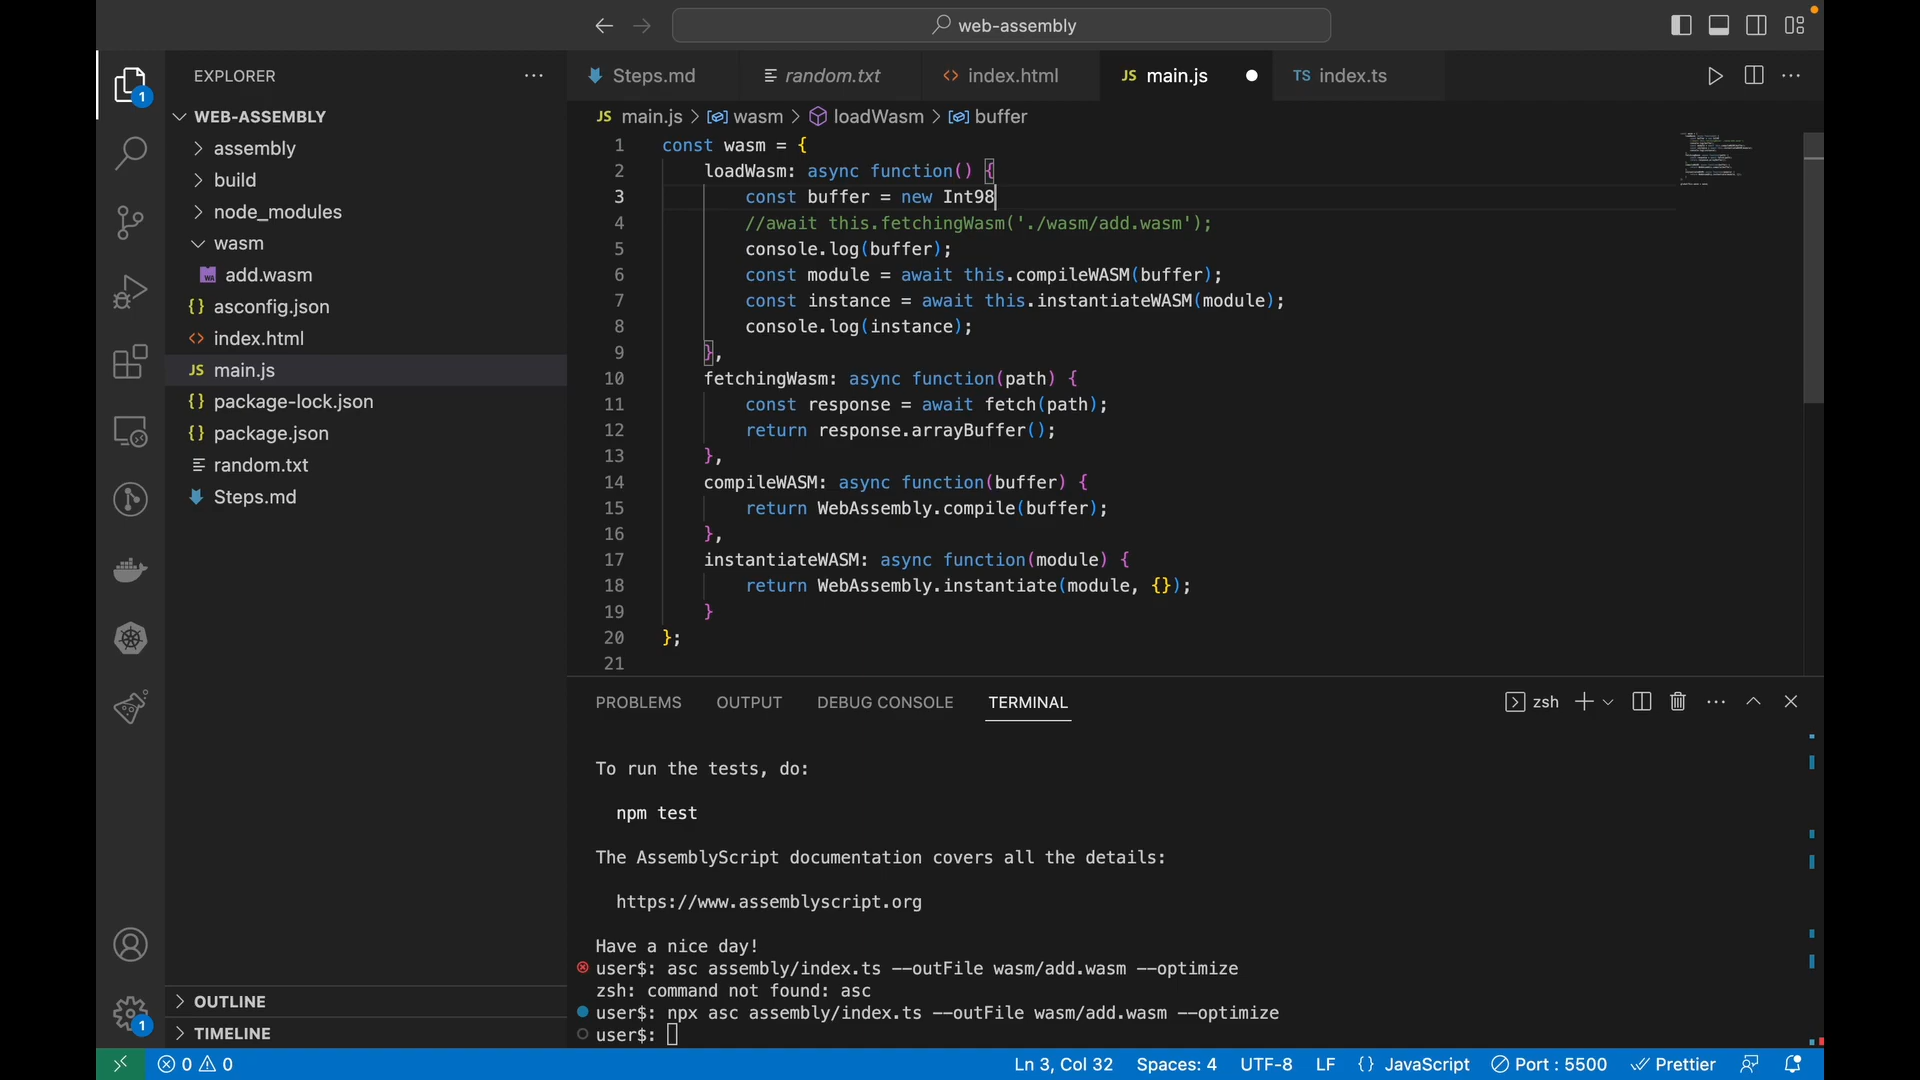 web-assembly
EXPLORER
Steps.md
random.txt
index.html
JS main.js
TS index.ts
1
WEB-ASSEMBLY
assembly
build
node_modules
wasm
add.wasm
{} asconfig.json
<> index.html
JS main.js
{} package-lock.json
{} package.json
random.txt
Steps.md
OUTLINE
TIMELINE
1
JS main.js > wasm > loadWasm > buffer
1 const wasm = {
2 loadWasm: async function() {
3 const buffer = new Int98
4 //await this.fetchingWasm('./wasm/add.wasm');
5 console.log(buffer);
6 const module = await this.compileWASM(buffer);
7 const instance = await this.instantiateWASM(module);
8 console.log(instance);
9 },
10 fetchingWasm: async function(path) {
11 const response = await fetch(path);
12 return response.arrayBuffer();
13 },
14 compileWASM: async function(buffer) {
15 return WebAssembly.compile(buffer);
16 },
17 instantiateWASM: async function(module) {
18 return WebAssembly.instantiate(module, {});
19 }
20 };
21
PROBLEMS
OUTPUT
DEBUG CONSOLE
TERMINAL
zsh
To run the tests, do:
npm test
The AssemblyScript documentation covers all the details:
https://www.assemblyscript.org
Have a nice day!
user$: asc assembly/index.ts --outFile wasm/add.wasm --optimize
zsh: command not found: asc
user$: npx asc assembly/index.ts --outFile wasm/add.wasm --optimize
user$:
0 0
Ln 3, Col 32
Spaces: 4
UTF-8
LF
{} JavaScript
Port : 5500
Prettier